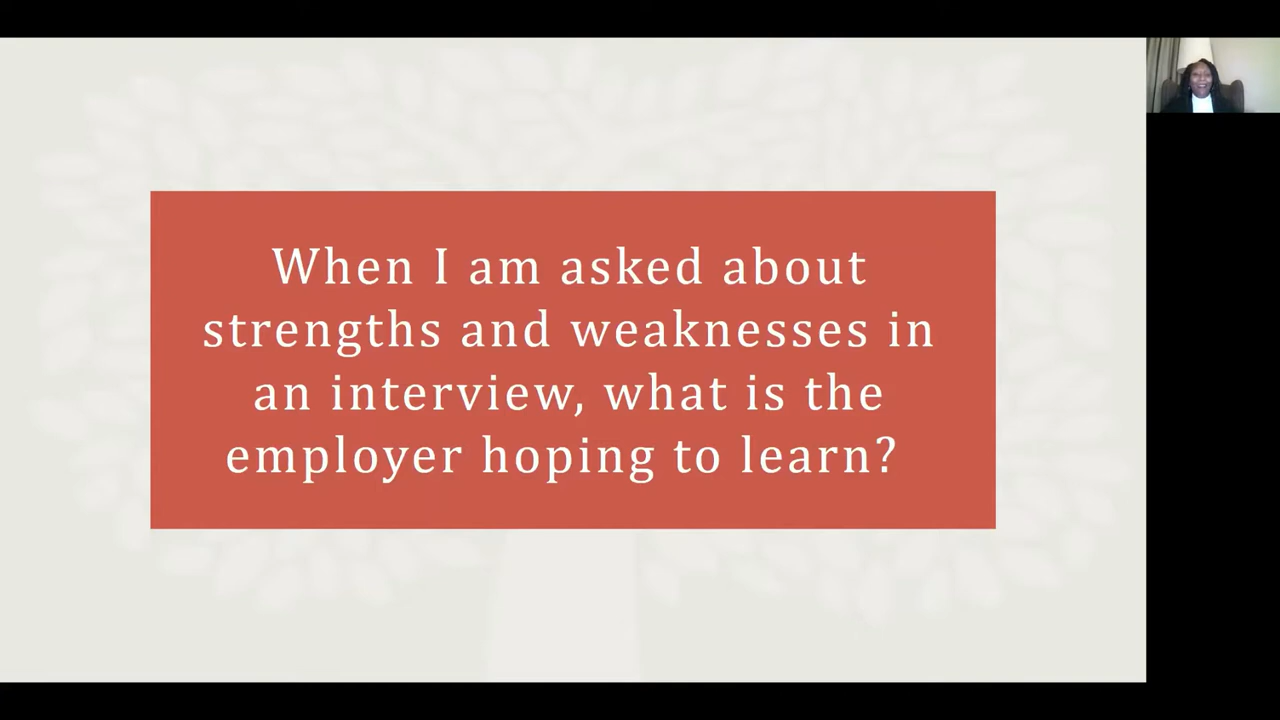 When I am asked about
strengths and weaknesses in
an interview, what is the
employer hoping to learn?